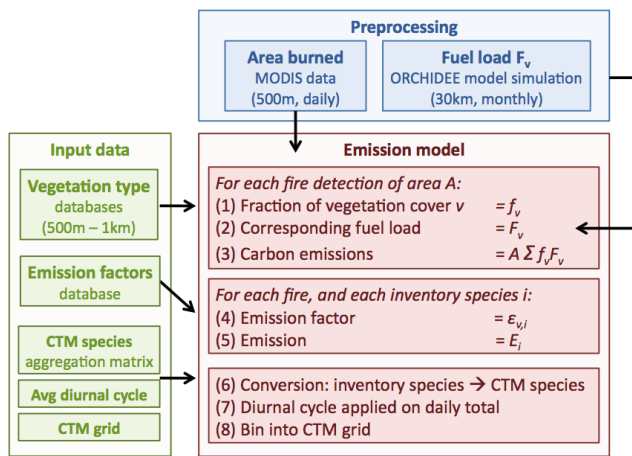 Preprocessing
Area burned
MODIS data
(500m, daily)
Fuel load Fv
ORCHIDEE model simulation
(30km, monthly)
Input data
Vegetation type
databases
(500m – 1km)
Emission factors
database
CTM species
aggregation matrix
Avg diurnal cycle
CTM grid
Emission model
For each fire detection of area A:
(1) Fraction of vegetation cover v = fv
(2) Corresponding fuel load = Fv
(3) Carbon emissions = A Σ fvFv
For each fire, and each inventory species i:
(4) Emission factor = εv,i
(5) Emission = Ei
(6) Conversion: inventory species → CTM species
(7) Diurnal cycle applied on daily total
(8) Bin into CTM grid